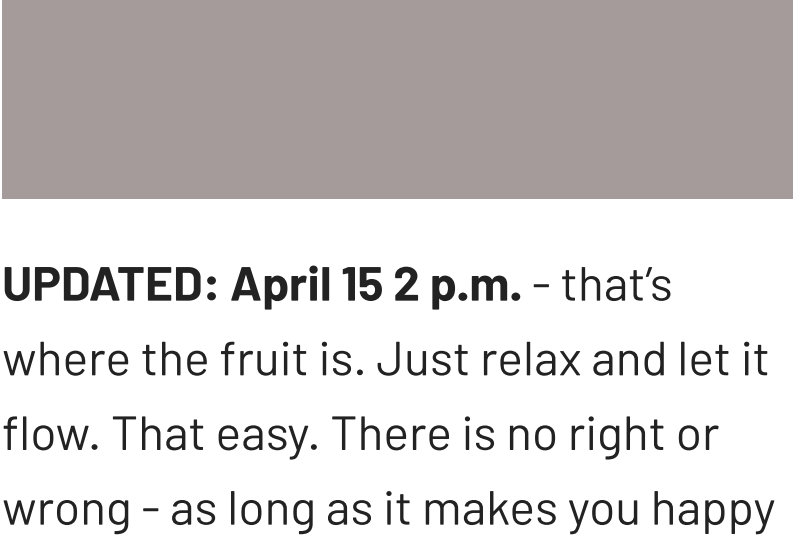 UPDATED: April 15 2 p.m. - that’s
where the fruit is. Just relax and let it
flow. That easy. There is no right or
wrong - as long as it makes you happy